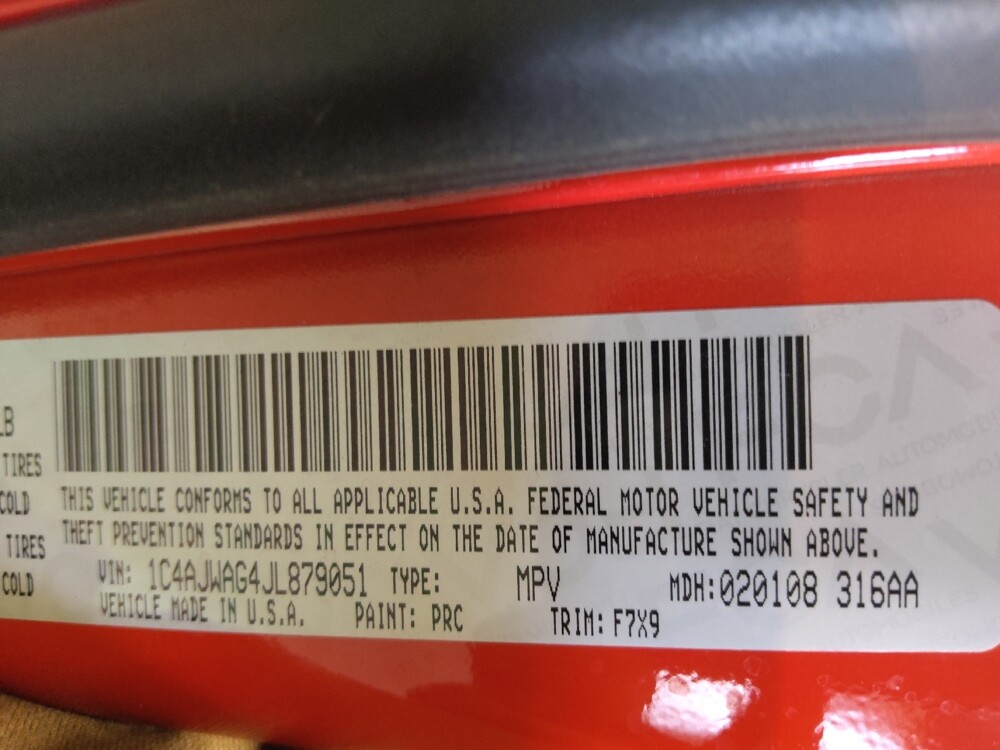 LB
TIRES
COLD
TIRES
COLD
THIS VEHICLE CONFORMS TO ALL APPLICABLE U.S.A. FEDERAL MOTOR VEHICLE SAFETY AND
THEFT PREVENTION STANDARDS IN EFFECT ON THE DATE OF MANUFACTURE SHOWN ABOVE.
VIN: 1C4AJWAG4JL879051 TYPE: MPV MDH:020108 316AA
VEHICLE MADE IN U.S.A. PAINT: PRC TRIM: F7X9